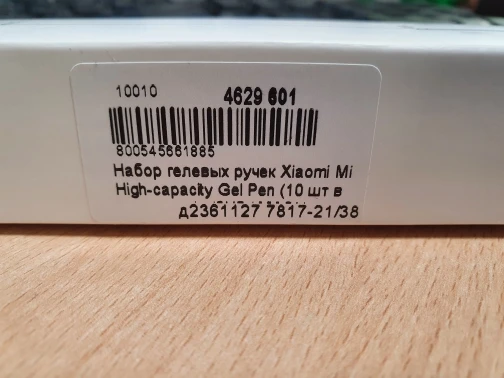 10010 4629 601
800545661885
Набор гелевых ручек Xiaomi Mi
High-capacity Gel Pen (10 шт в
д2361127 7817-21/38